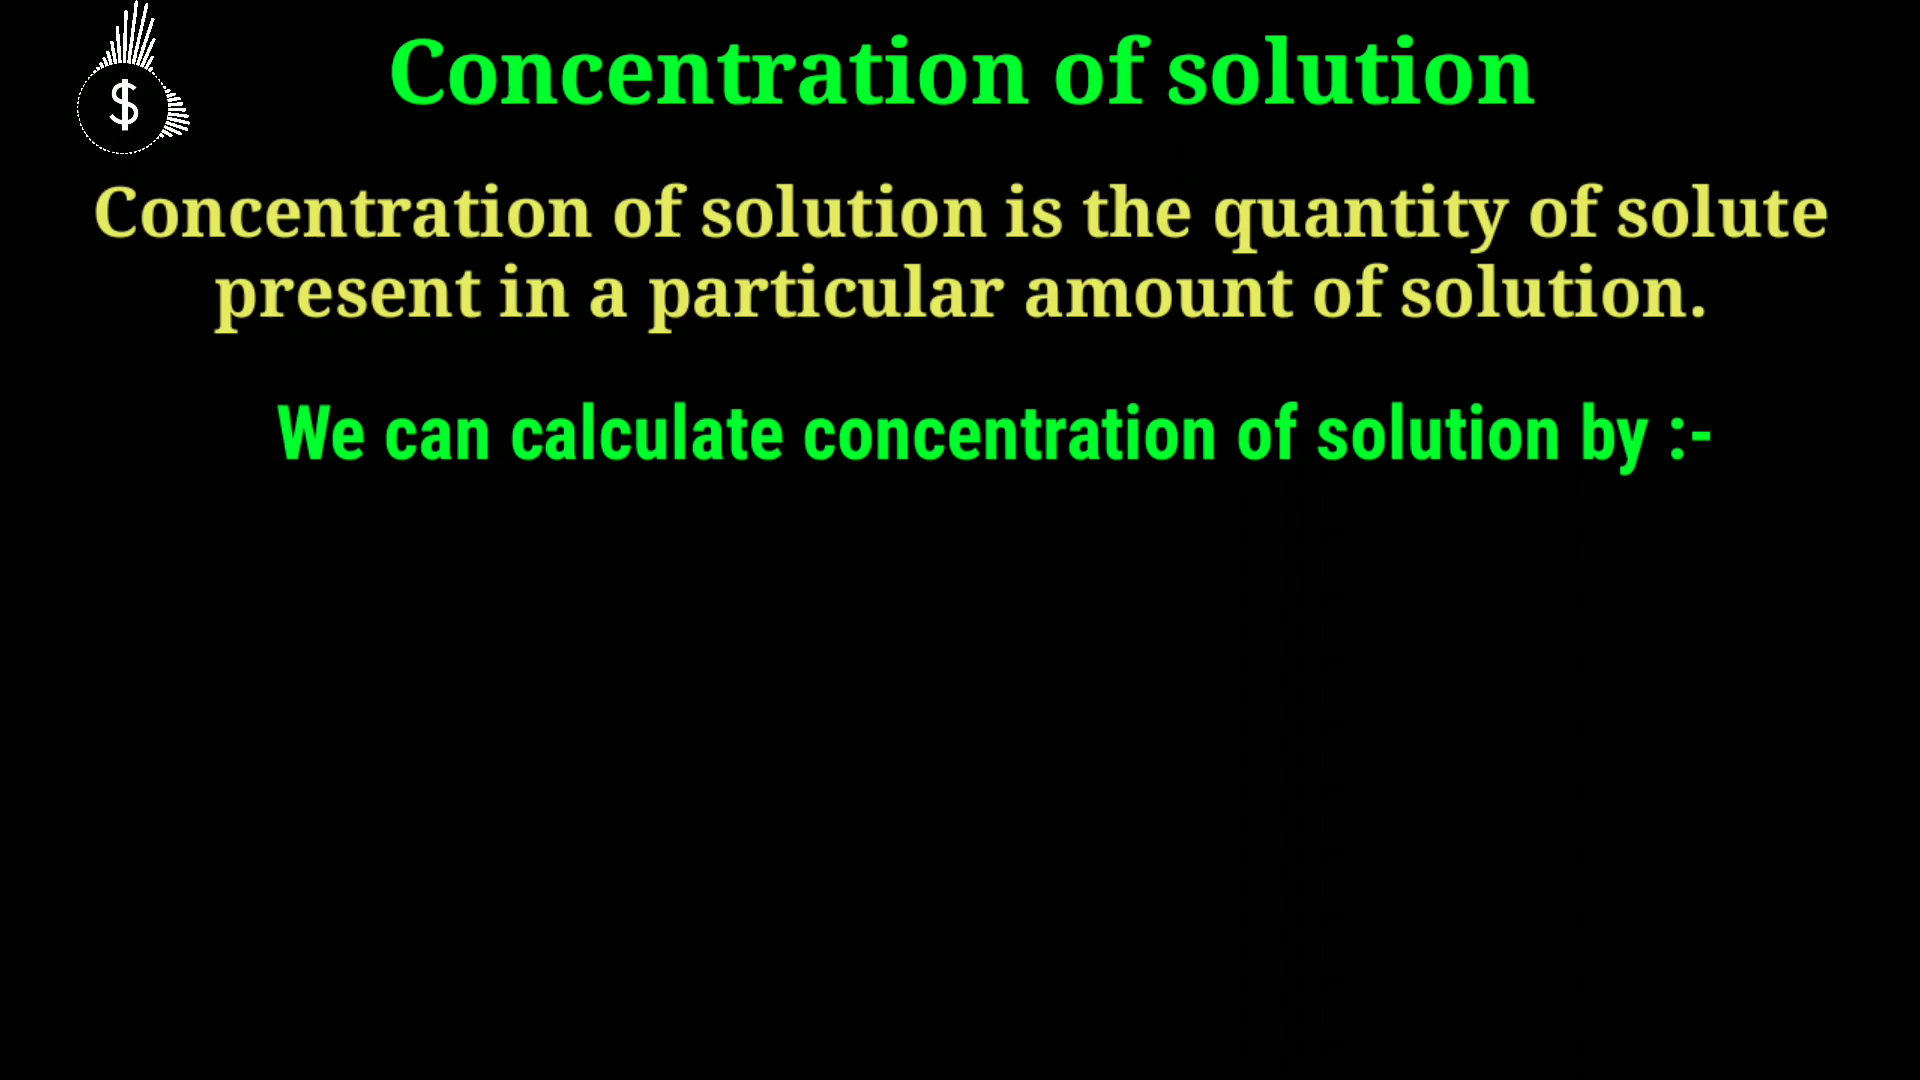 $
Concentration of solution
Concentration of solution is the quantity of solute
present in a particular amount of solution.
We can calculate concentration of solution by :-